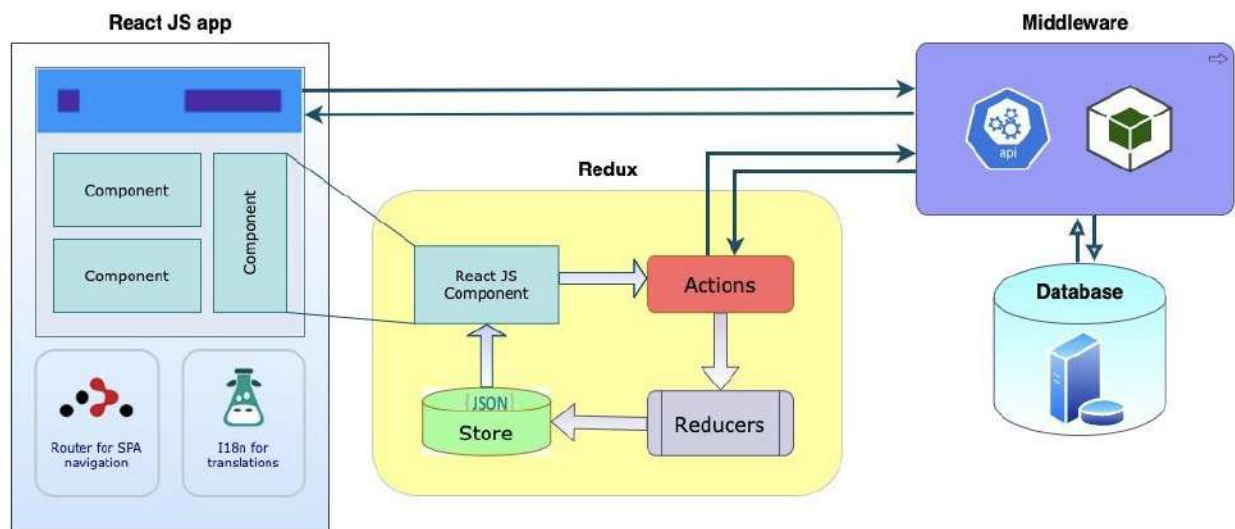 React JS app
Middleware
api
Redux
Component
Component
Component
React JS
Component
Actions
Database
{JSON}
Store
Reducers
Router for SPA
navigation
I18n for
translations